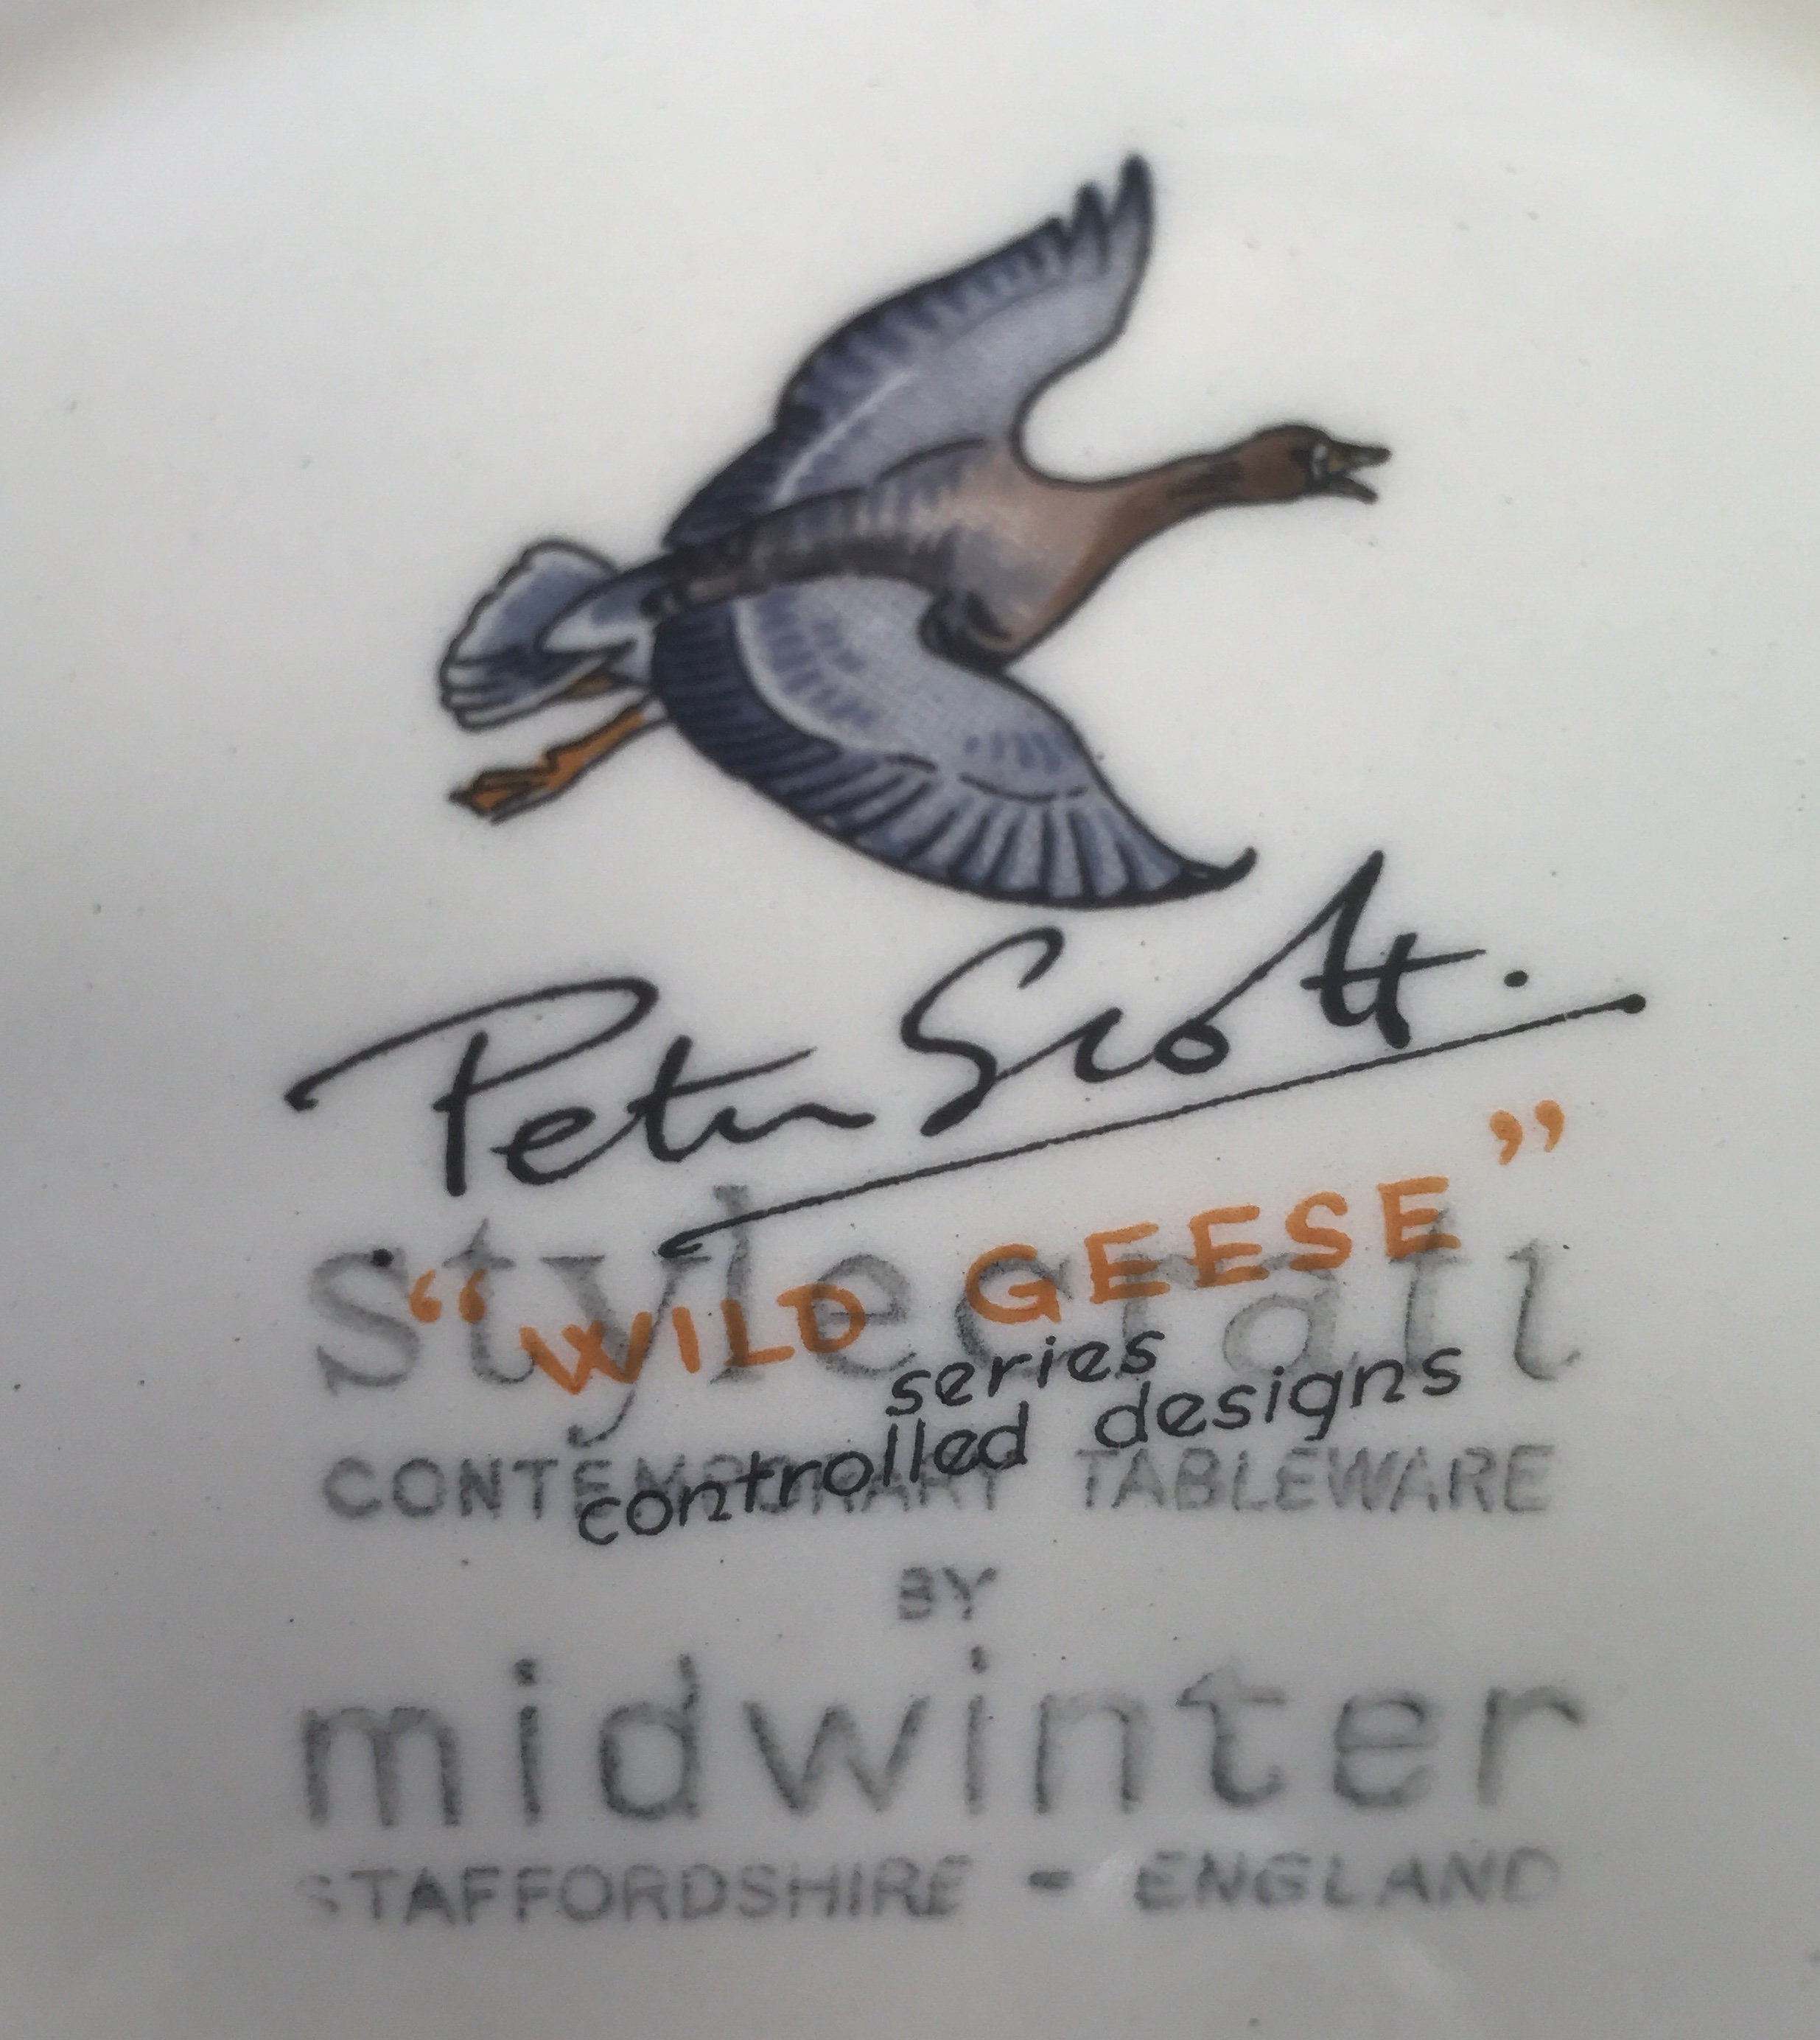 Peter Scott.
"WILD GEESE"
series
controlled designs
Stylecraft
CONTEMPORARY TABLEWARE
BY
midwinter
STAFFORDSHIRE - ENGLAND